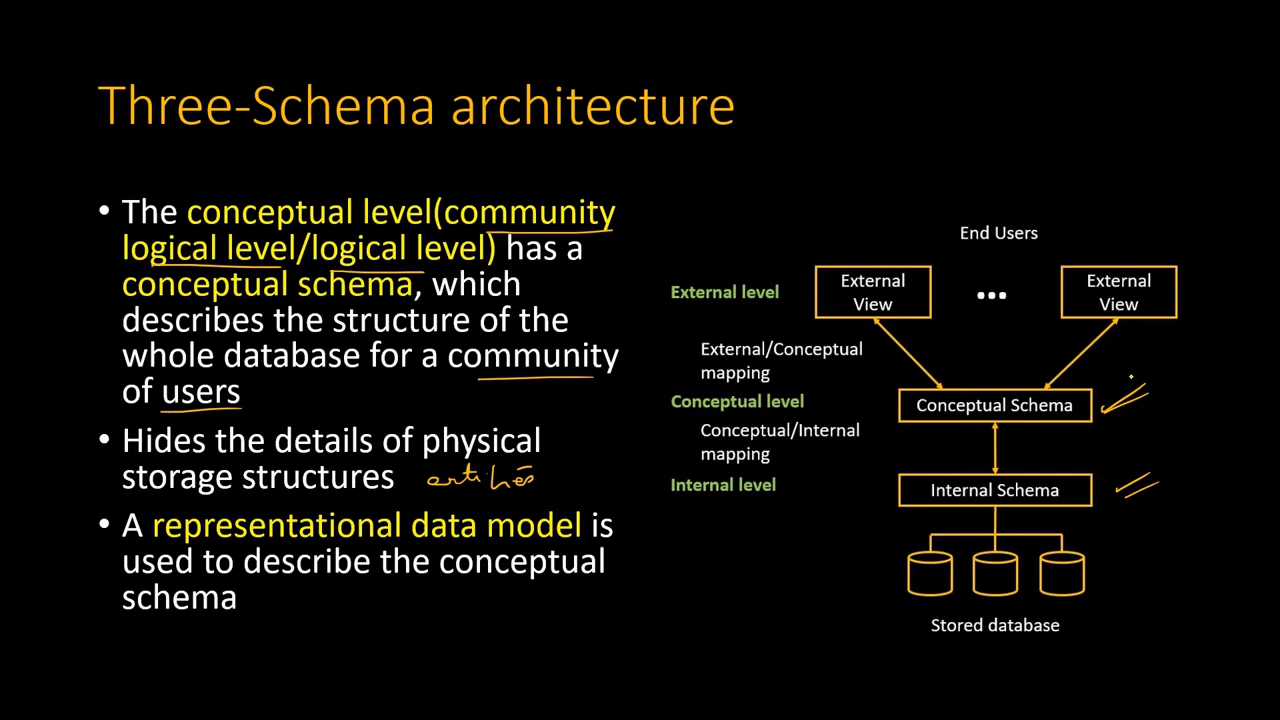 Three-Schema architecture
• The conceptual level(community
logical level/logical level) has a
conceptual schema, which
describes the structure of the
whole database for a community
of users
• Hides the details of physical
storage structures
• A representational data model is
used to describe the conceptual
schema
End Users
External level
External
View
...
External
View
External/Conceptual
mapping
Conceptual level
Conceptual Schema
Conceptual/Internal
mapping
Internal level
Internal Schema
Stored database